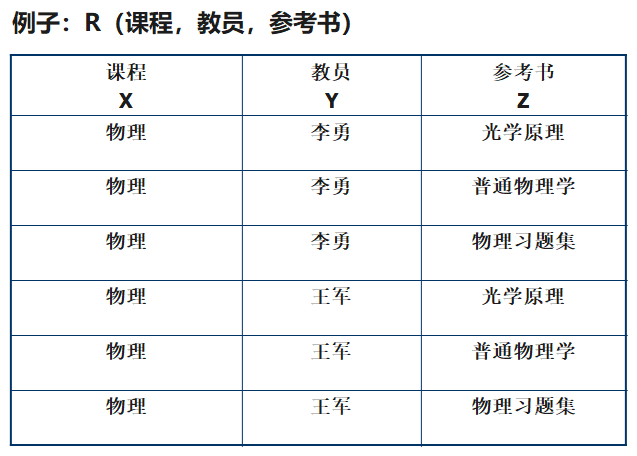 例子：R（课程，教员，参考书）
课程 教员 参考书
X Y Z
物理 李勇 光学原理
物理 李勇 普通物理学
物理 李勇 物理习题集
物理 王军 光学原理
物理 王军 普通物理学
物理 王军 物理习题集